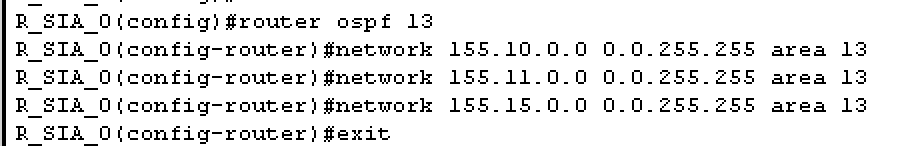 R_SIA_0(config)#router ospf 13
R_SIA_0(config-router)#network 155.10.0.0 0.0.255.255 area 13
R_SIA_0(config-router)#network 155.11.0.0 0.0.255.255 area 13
R_SIA_0(config-router)#network 155.15.0.0 0.0.255.255 area 13
R_SIA_0(config-router)#exit